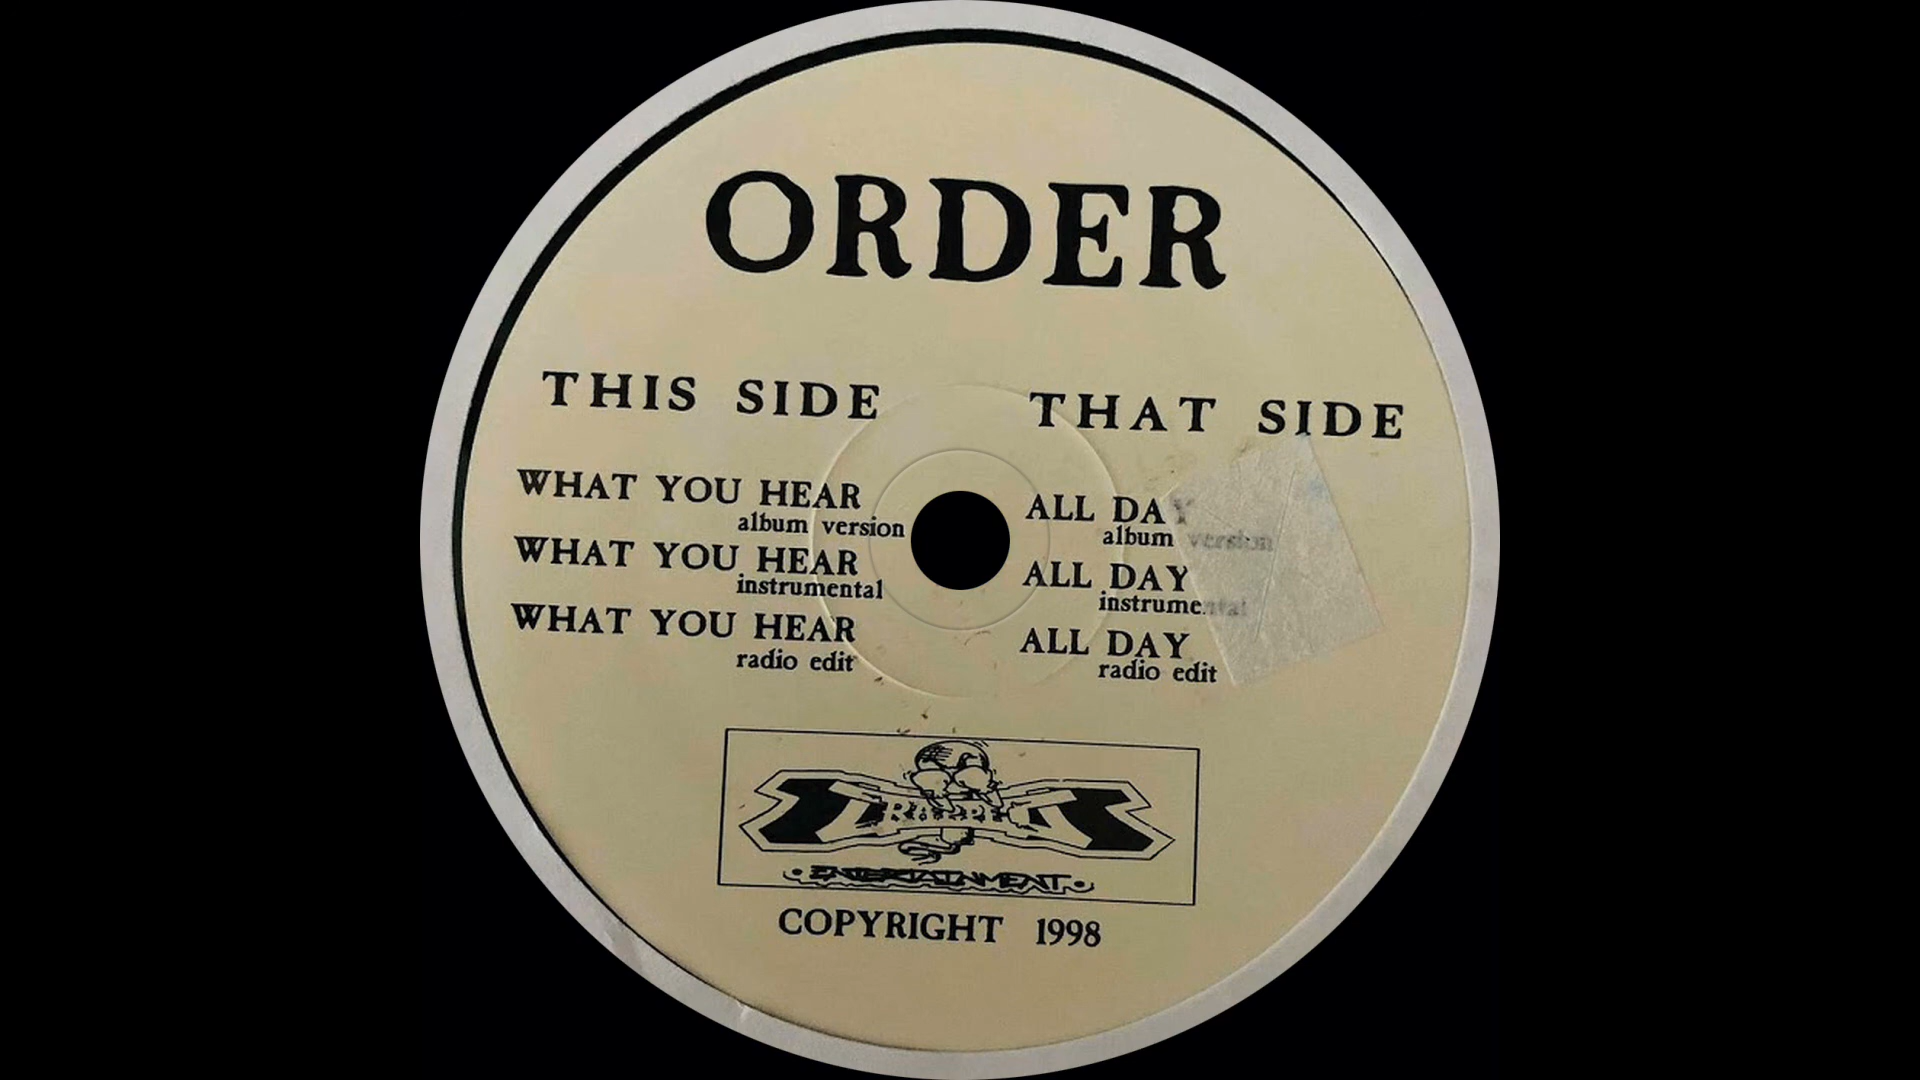 ORDER
THIS SIDE
WHAT YOU HEAR
album version
WHAT YOU HEAR
instrumental
WHAT YOU HEAR
radio edit
THAT SIDE
ALL DAY
album version
ALL DAY
instrumental
ALL DAY
radio edit
ENTERTAINMENT
COPYRIGHT 1998